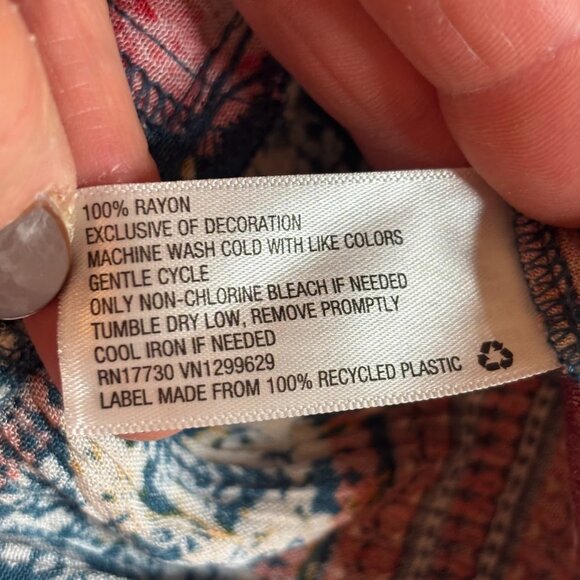 100% RAYON
EXCLUSIVE OF DECORATION
MACHINE WASH COLD WITH LIKE COLORS
GENTLE CYCLE
ONLY NON-CHLORINE BLEACH IF NEEDED
TUMBLE DRY LOW, REMOVE PROMPTLY
COOL IRON IF NEEDED
RN17730 VN1299629
LABEL MADE FROM 100% RECYCLED PLASTIC